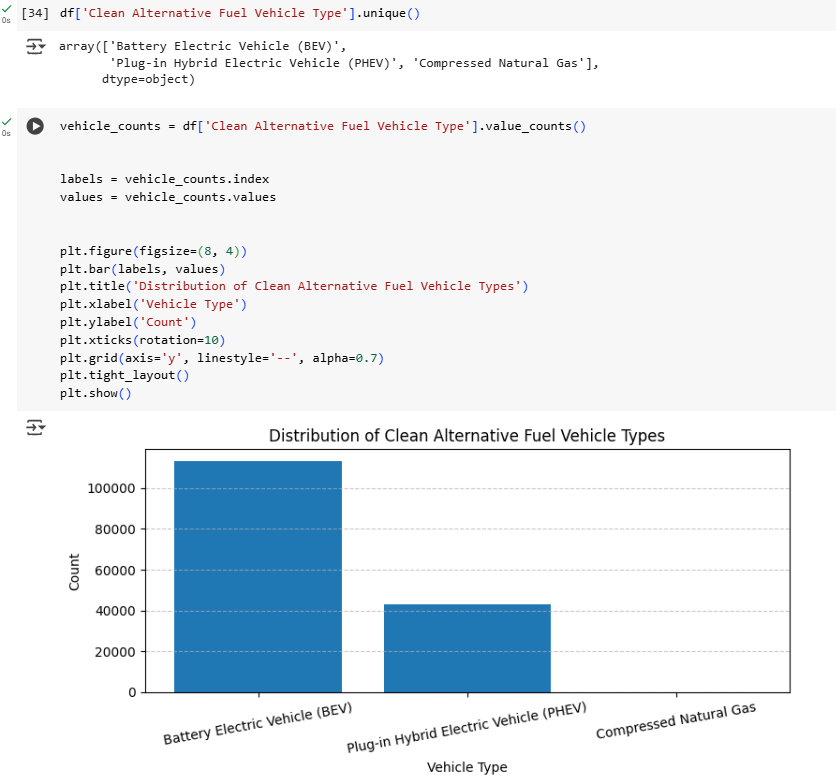 [34] df['Clean Alternative Fuel Vehicle Type'].unique()
0s
array(['Battery Electric Vehicle (BEV)',
'Plug-in Hybrid Electric Vehicle (PHEV)', 'Compressed Natural Gas'],
dtype=object)
vehicle_counts = df['Clean Alternative Fuel Vehicle Type'].value_counts()
0s
labels = vehicle_counts.index
values = vehicle_counts.values
plt.figure(figsize=(8, 4))
plt.bar(labels, values)
plt.title('Distribution of Clean Alternative Fuel Vehicle Types')
plt.xlabel('Vehicle Type')
plt.ylabel('Count')
plt.xticks(rotation=10)
plt.grid(axis='y', linestyle='--', alpha=0.7)
plt.tight_layout()
plt.show()
Distribution of Clean Alternative Fuel Vehicle Types
100000
80000
60000
40000
20000
0
Count
Battery Electric Vehicle (BEV)
Plug-in Hybrid Electric Vehicle (PHEV)
Compressed Natural Gas
Vehicle Type